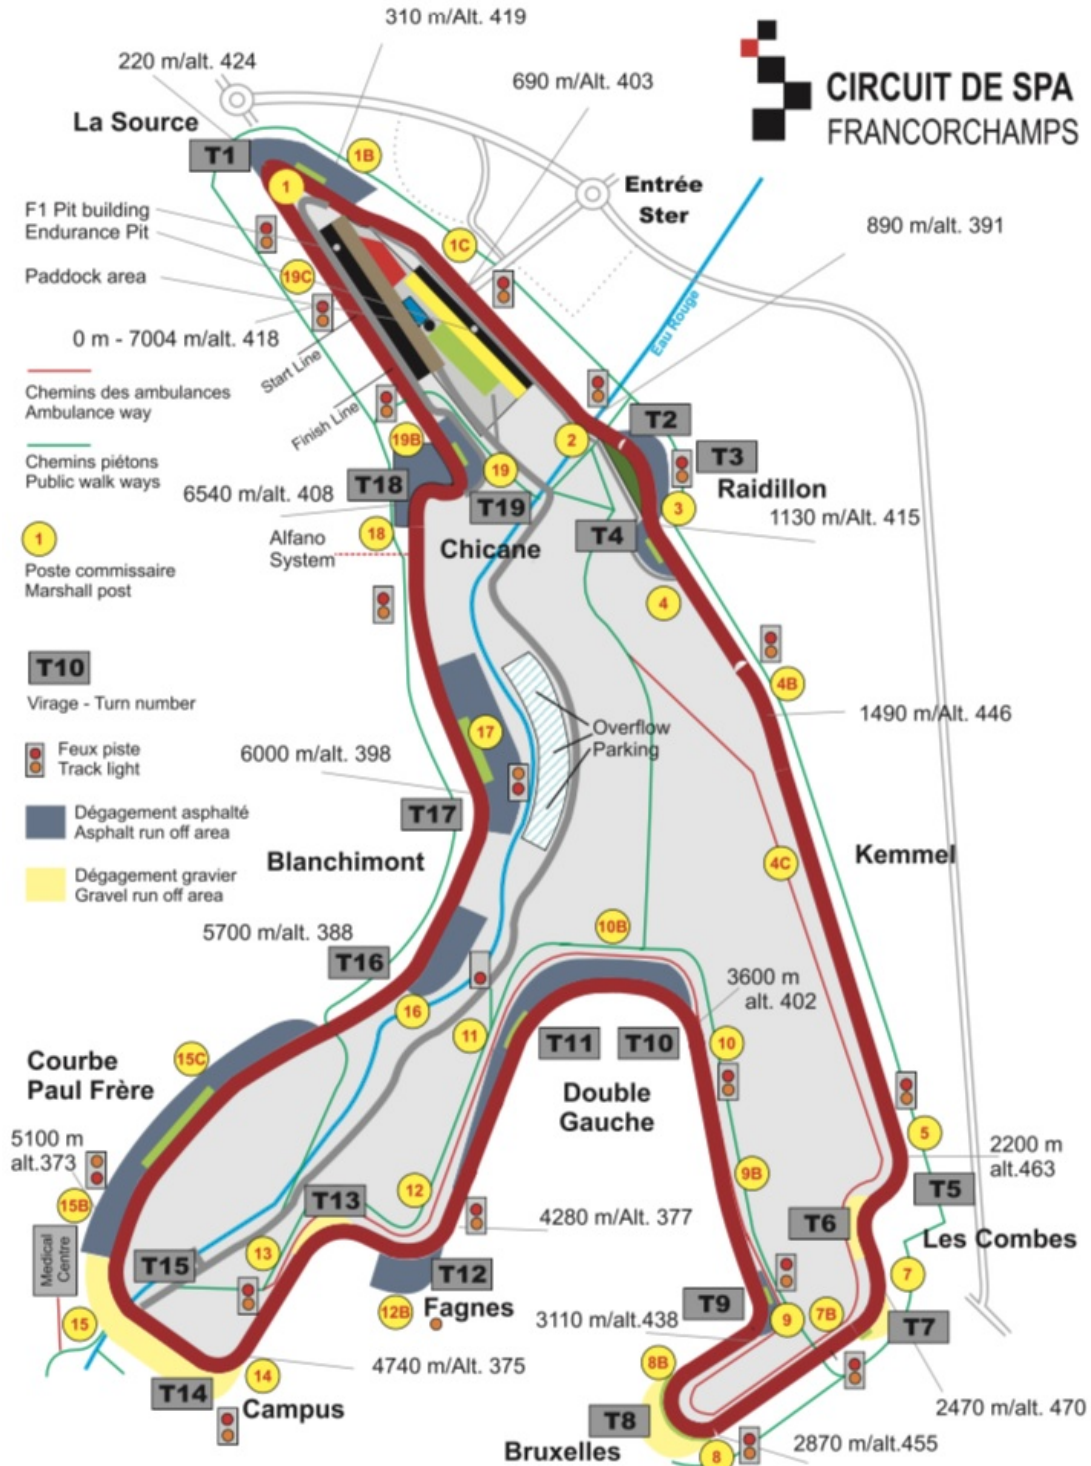 310 m/Alt. 419
220 m/alt. 424
690 m/Alt. 403
CIRCUIT DE SPA
FRANCORCHAMPS
La Source
T1
1B
1
Entrée
Ster
F1 Pit building
Endurance Pit
1C
890 m/alt. 391
Paddock area
19C
0 m - 7004 m/alt. 418
Eau Rouge
Start Line
Finish Line
Chemins des ambulances
Ambulance way
T2
19B
2
T3
Chemins piétons
Public walk ways
19
T18
Raidillon
6540 m/alt. 408
T19
3
1130 m/Alt. 415
1
18
Alfano
System
Chicane
T4
Poste commissaire
Marshall post
4
T10
Virage - Turn number
4B
1490 m/Alt. 446
17
Overflow
Parking
Feux piste
Track light
6000 m/alt. 398
T17
Dégagement asphalté
Asphalt run off area
Blanchimont
4C
Kemmel
Dégagement gravier
Gravel run off area
5700 m/alt. 388
10B
T16
3600 m
alt. 402
16
11
T11
T10
10
15C
Courbe
Paul Frère
Double
Gauche
5100 m
alt.373
5
2200 m
alt.463
9B
12
T5
15B
T13
4280 m/Alt. 377
T6
Les Combes
Medical
Centre
13
T15
T12
7
Fagnes
12B
T9
3110 m/alt.438
9
7B
T7
15
4740 m/Alt. 375
14
8B
T14
Campus
2470 m/alt. 470
T8
Bruxelles
8
2870 m/alt.455